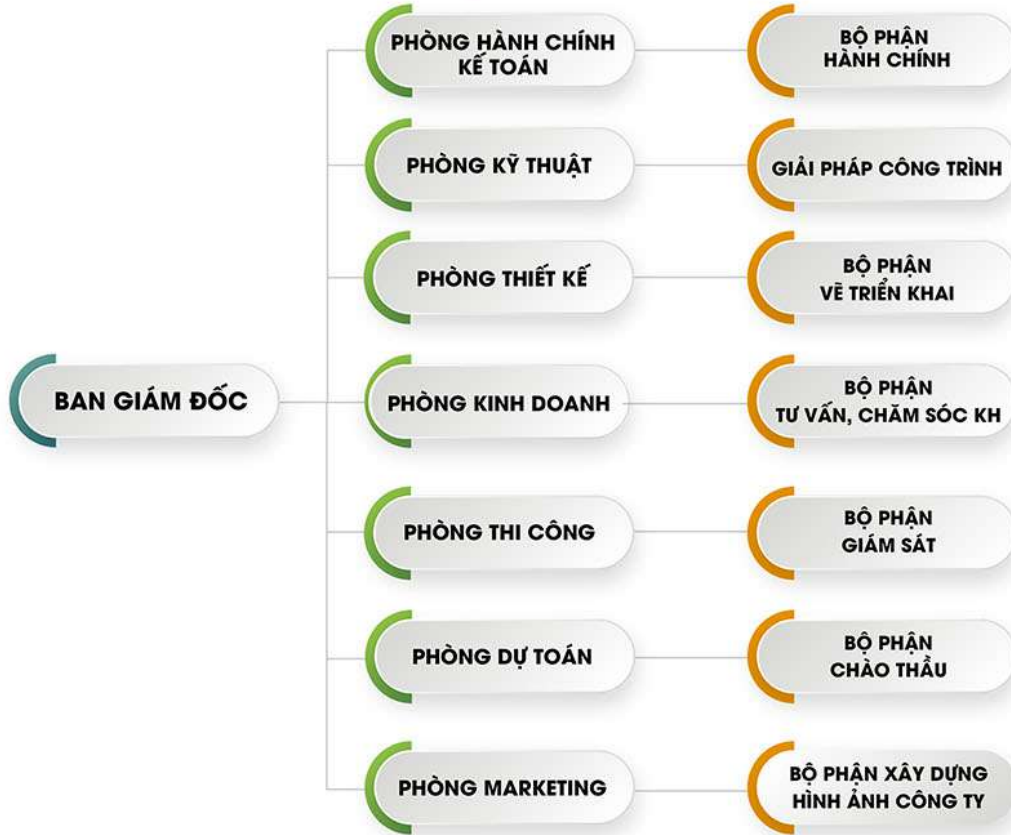 PHÒNG HÀNH CHÍNH
KẾ TOÁN
BỘ PHẬN
HÀNH CHÍNH
PHÒNG KỸ THUẬT
GIẢI PHÁP CÔNG TRÌNH
PHÒNG THIẾT KẾ
BỘ PHẬN
VẼ TRIỂN KHAI
BAN GIÁM ĐỐC
PHÒNG KINH DOANH
BỘ PHẬN
TƯ VẤN, CHĂM SÓC KH
PHÒNG THI CÔNG
BỘ PHẬN
GIÁM SÁT
PHÒNG DỰ TOÁN
BỘ PHẬN
CHÀO THẦU
PHÒNG MARKETING
BỘ PHẬN XÂY DỰNG
HÌNH ẢNH CÔNG TY